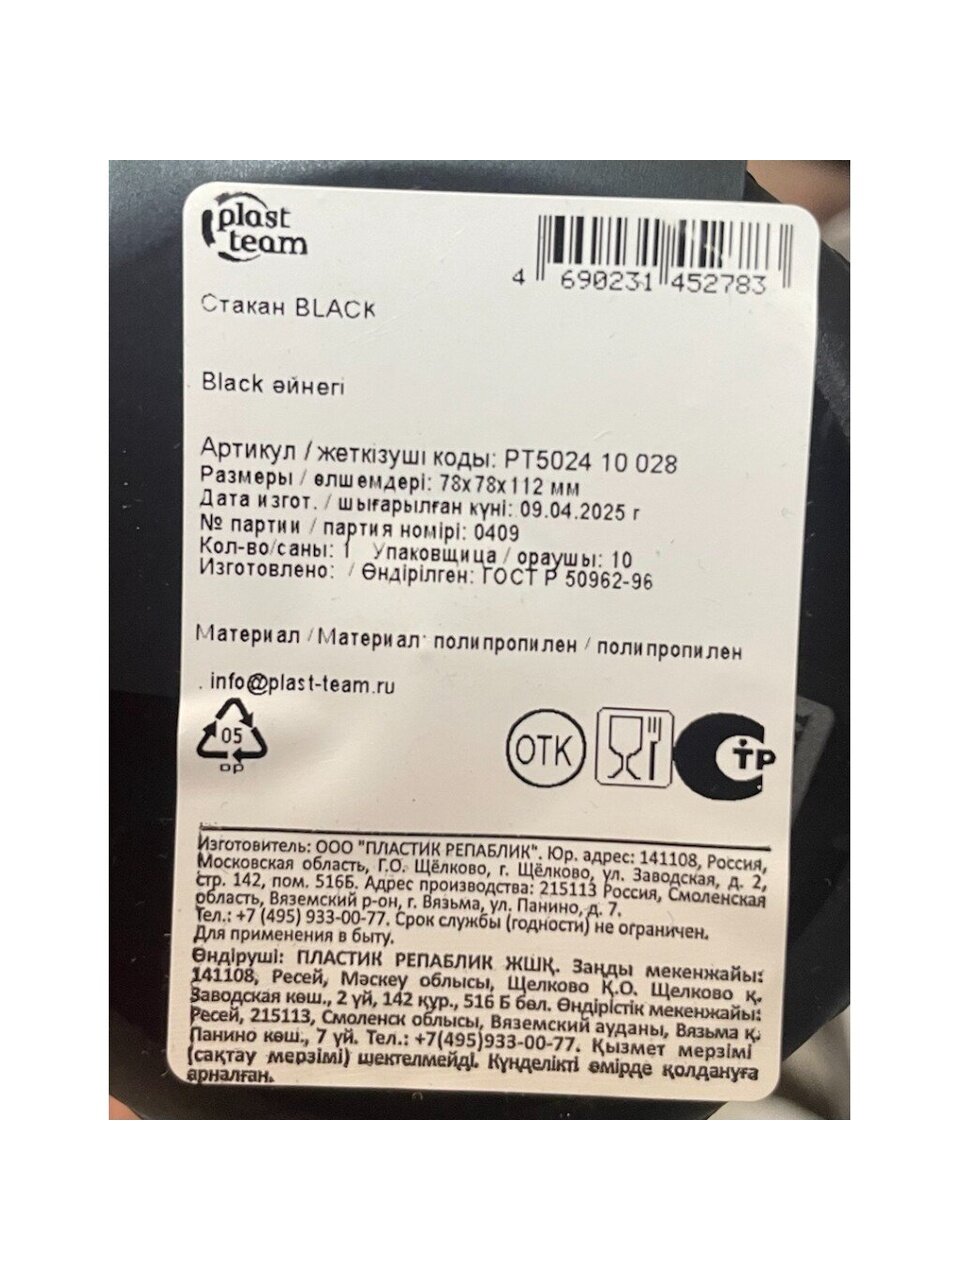 plast
team
4 690231 452783
Стакан BLACK
Black әйнегі
Артикул / жеткізуші коды: PT5024 10 028
Размеры / өлшемдері: 78x78x112 мм
Дата изгот. / шығарылған күні: 09.04.2025 г
№ партии / партия номірі: 0409
Кол-во/саны: 1 Упаковщица / ораушы: 10
Изготовлено: / Өндірілген: ГОСТ Р 50962-96
Материал / Материал: полипропилен / полипропилен
. info@plast-team.ru
05
pp
ОТК
ТР
Изготовитель: ООО "ПЛАСТИК РЕПАБЛИК". Юр. адрес: 141108, Россия,
Московская область, Г.О. Щёлково, г. Щёлково, ул. Заводская, д. 2,
стр. 142, пом. 516Б. Адрес производства: 215113 Россия, Смоленская
область, Вяземский р-он, г. Вязьма, ул. Панино, д. 7.
Тел.: +7 (495) 933-00-77. Срок службы (годности) не ограничен.
Для применения в быту.
Өндіруші: ПЛАСТИК РЕПАБЛИК ЖШҚ. Заңды мекенжайы:
141108, Ресей, Мәскеу облысы, Щелково Қ.О. Щелково қ.
Заводская көш., 2 үй, 142 құр., 516 Б бөл. Өндірістік мекенжайы:
Ресей, 215113, Смоленск облысы, Вяземский ауданы, Вязьма қ.
Панино көш., 7 үй. Тел.: +7(495)933-00-77. Қызмет мерзімі
(сақтау мерзімі) шектелмейді. Күнделікті өмірде қолдануға
арналған.